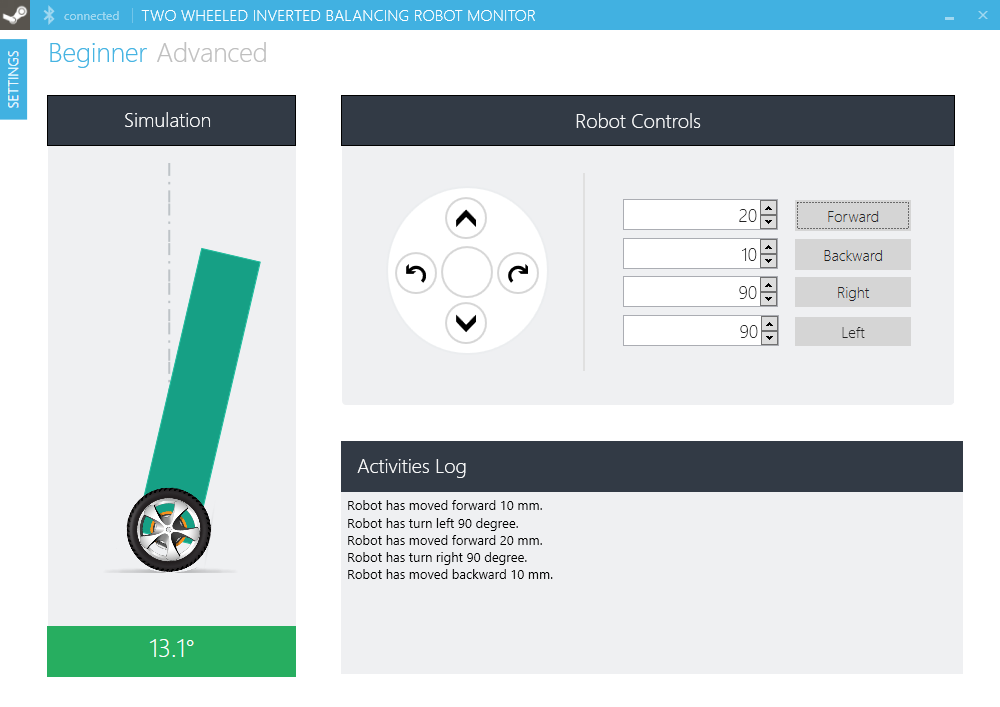 connected
TWO WHEELED INVERTED BALANCING ROBOT MONITOR
SETTINGS
Beginner Advanced
Simulation
13.1°
Robot Controls
20 Forward
10 Backward
90 Right
90 Left
Activities Log
Robot has moved forward 10 mm.
Robot has turn left 90 degree.
Robot has moved forward 20 mm.
Robot has turn right 90 degree.
Robot has moved backward 10 mm.